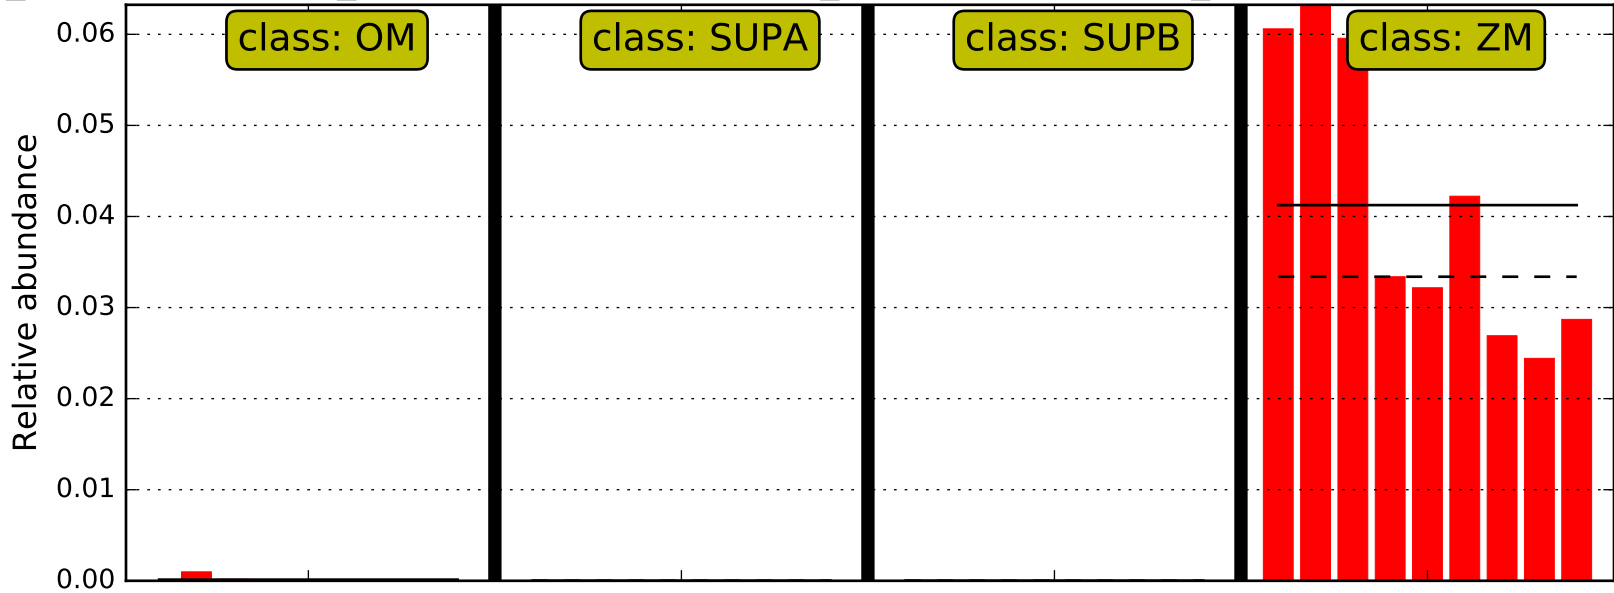 Relative abundance
0.06
0.05
0.04
0.03
0.02
0.01
0.00
class: OM
class: SUPA
class: SUPB
class: ZM